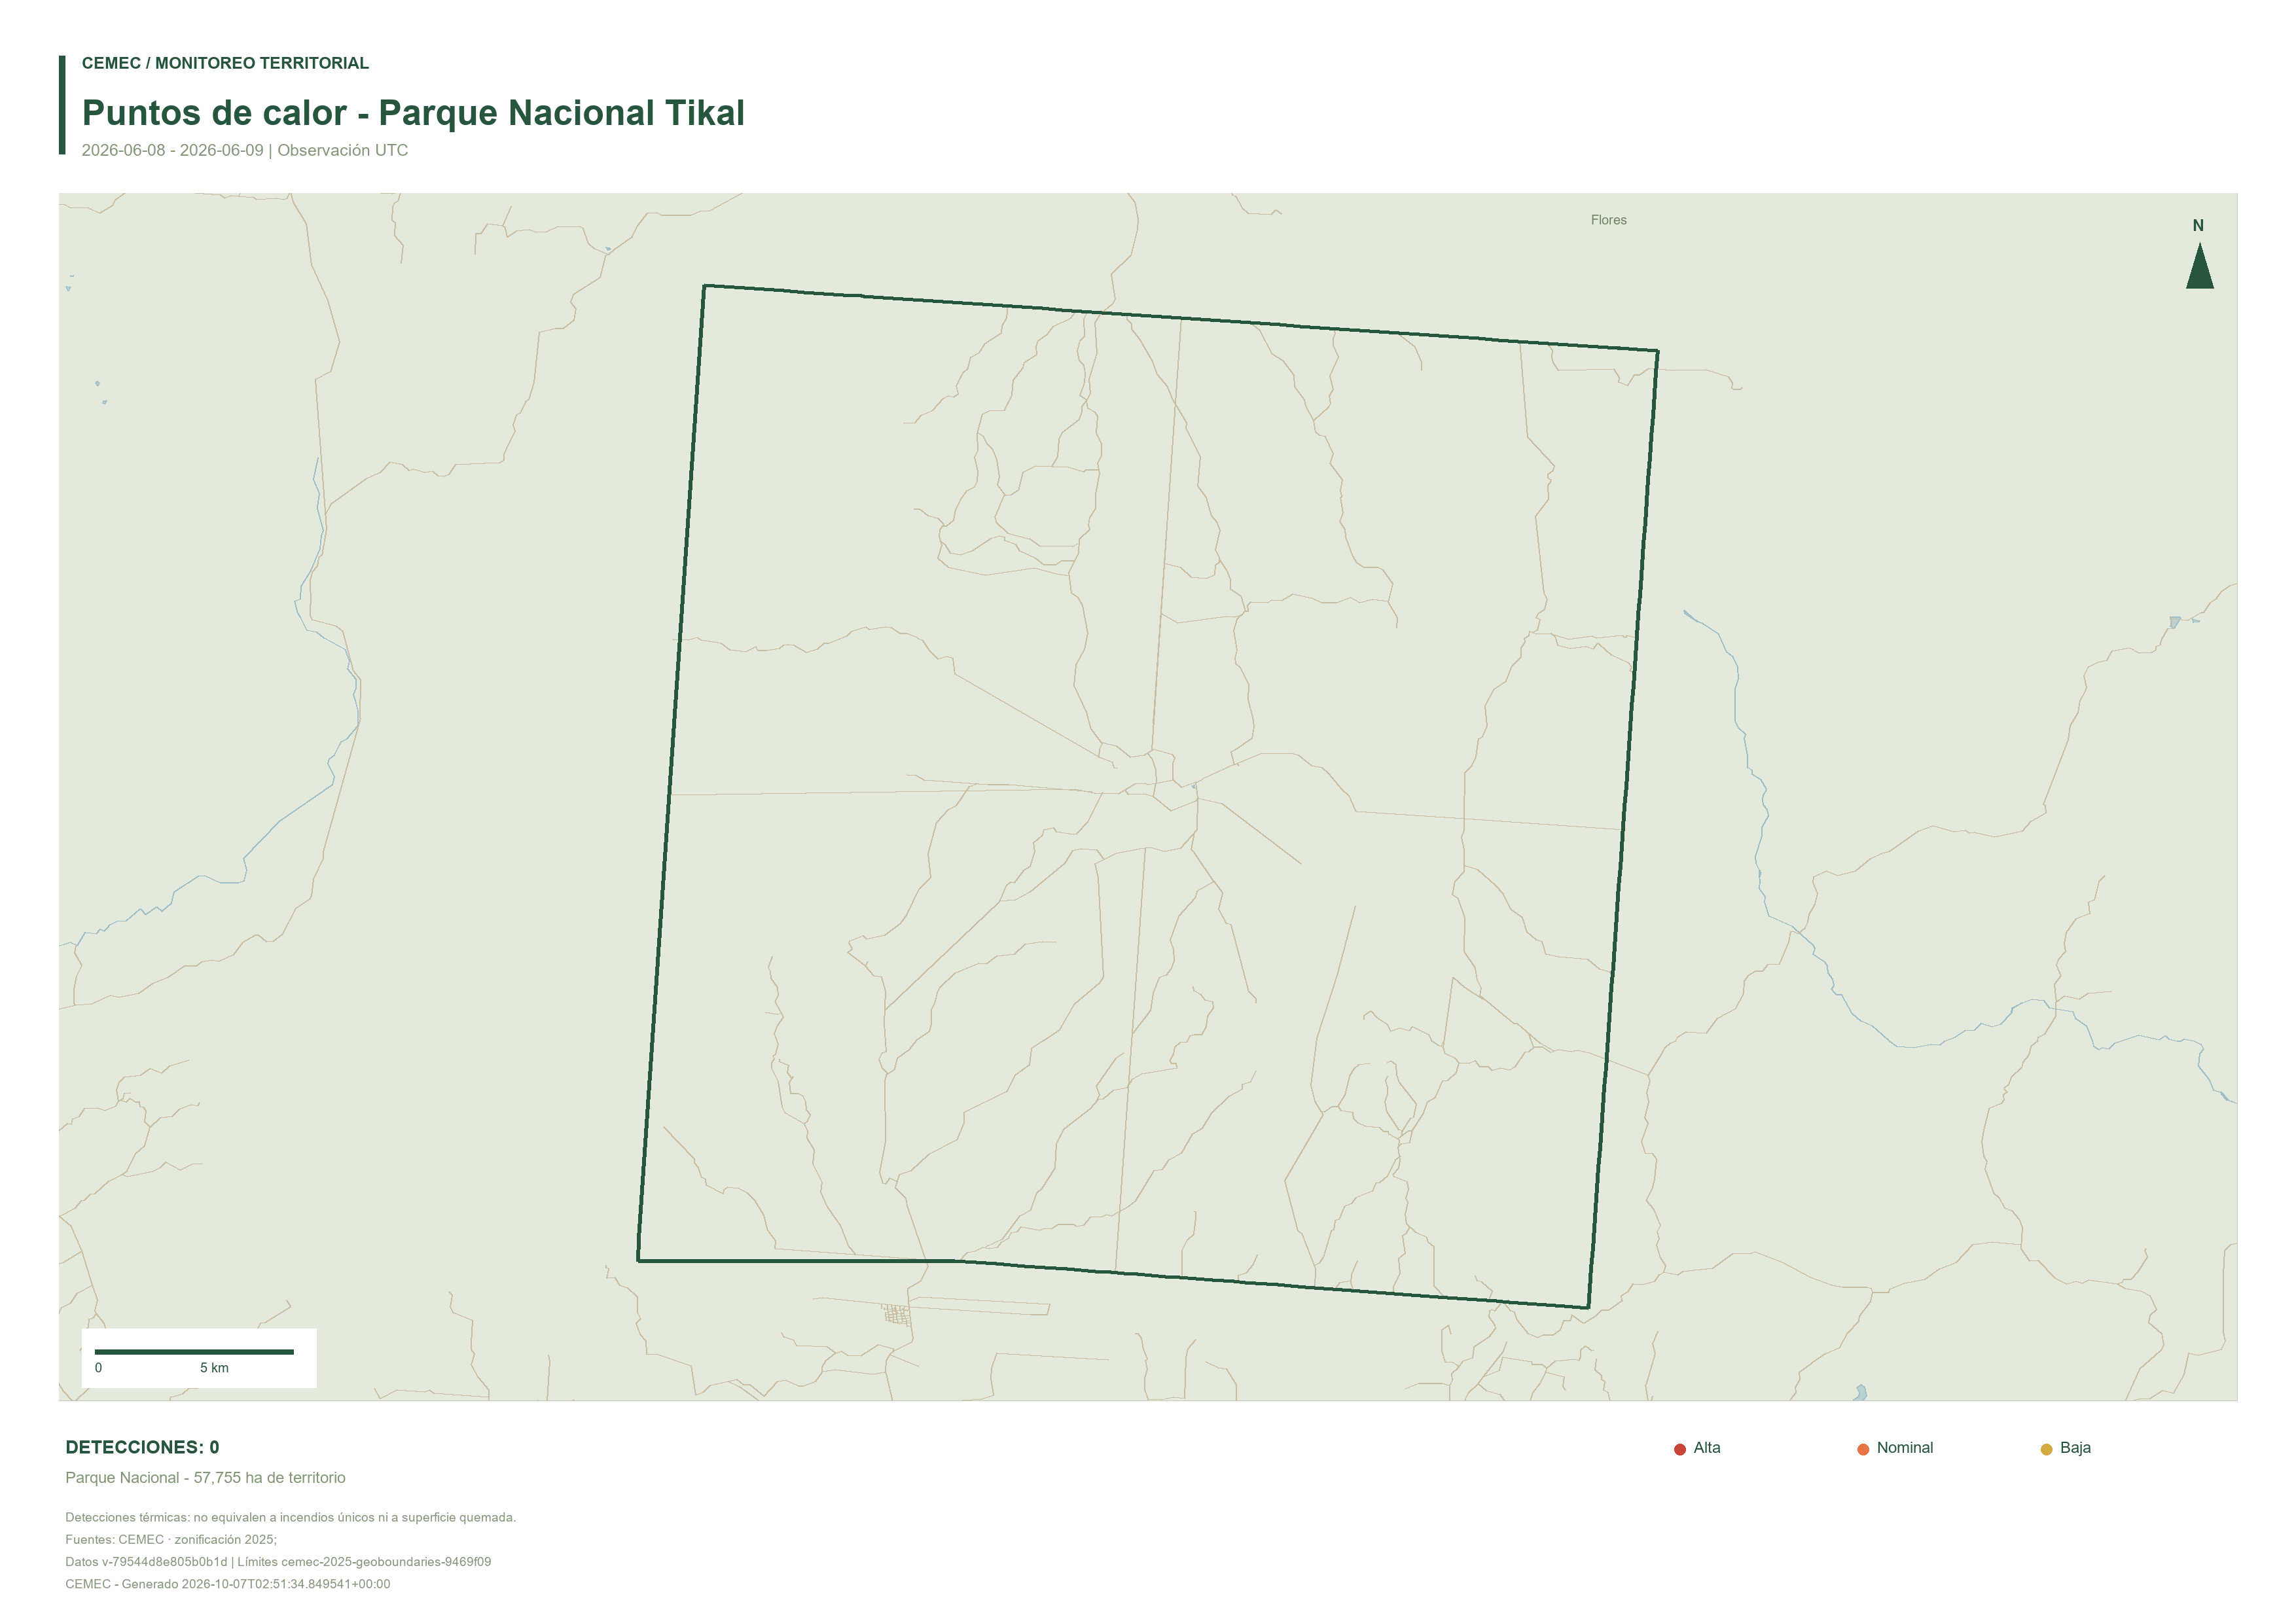 CEMEC / MONITOREO TERRITORIAL
Puntos de calor - Parque Nacional Tikal
2026-06-08 - 2026-06-09 | Observación UTC
Flores
N
0 5 km
DETECCIONES: 0
Alta Nominal Baja
Parque Nacional - 57,755 ha de territorio
Detecciones térmicas: no equivalen a incendios únicos ni a superficie quemada.
Fuentes: CEMEC · zonificación 2025;
Datos v-79544d8e805b0b1d | Límites cemec-2025-geoboundaries-9469f09
CEMEC - Generado 2026-10-07T02:51:34.849541+00:00